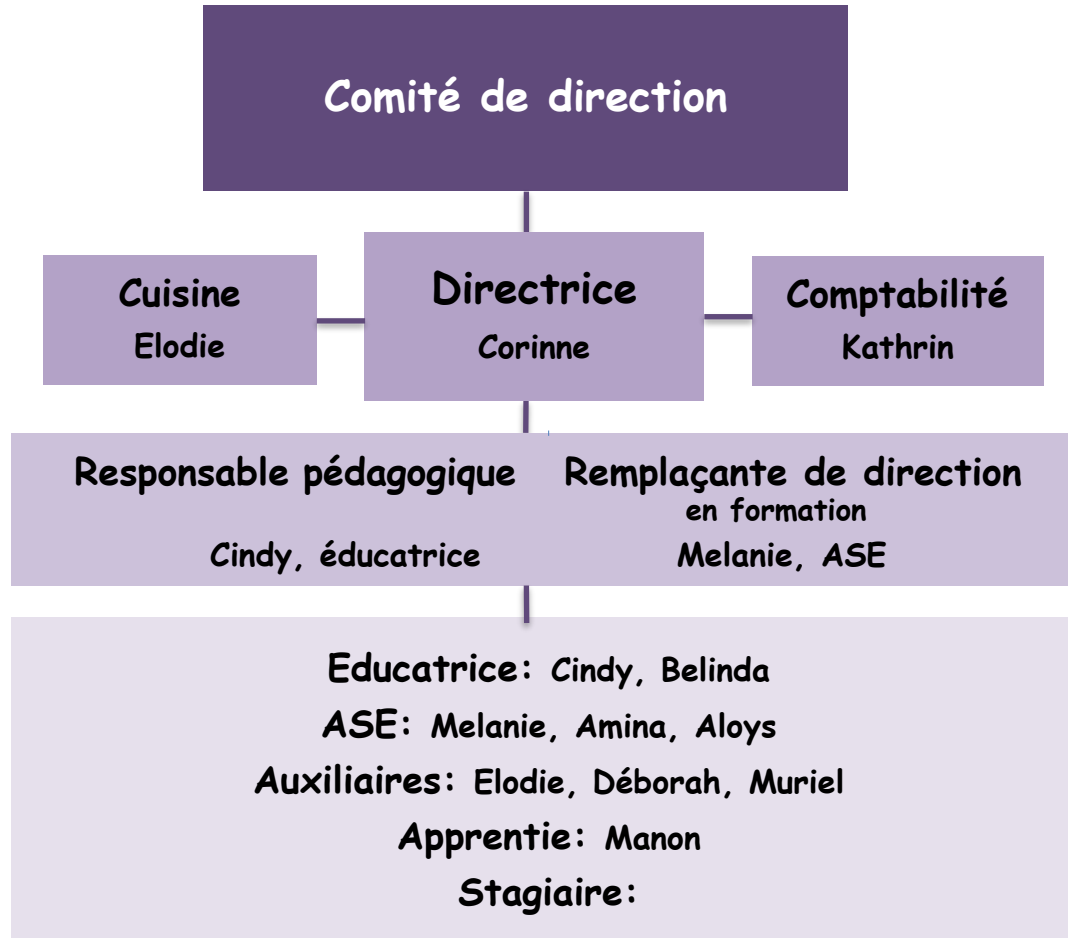 Comité de direction
Cuisine
Elodie
Directrice
Corinne
Comptabilité
Kathrin
Responsable pédagogique
Cindy, éducatrice
Remplaçante de direction
en formation
Melanie, ASE
Educatrice: Cindy, Belinda
ASE: Melanie, Amina, Aloys
Auxiliaires: Elodie, Déborah, Muriel
Apprentie: Manon
Stagiaire: